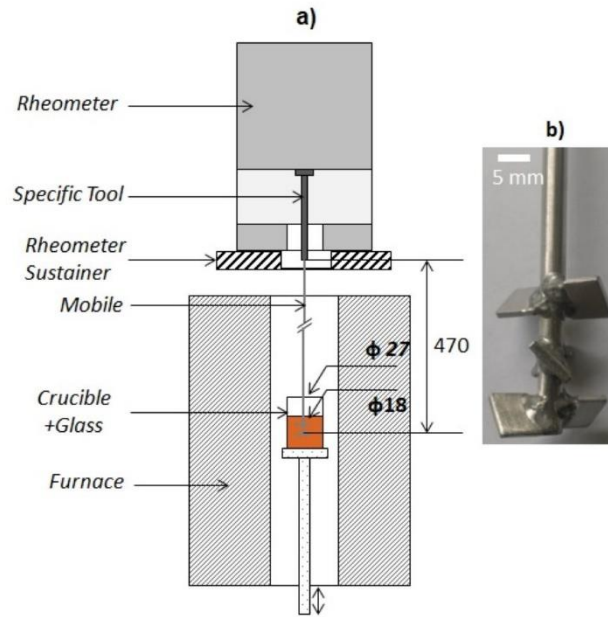 a)
Rheometer
Specific Tool
Rheometer
Sustainer
Mobile
ϕ 27
470
Crucible
+Glass
ϕ18
Furnace
b)
5 mm